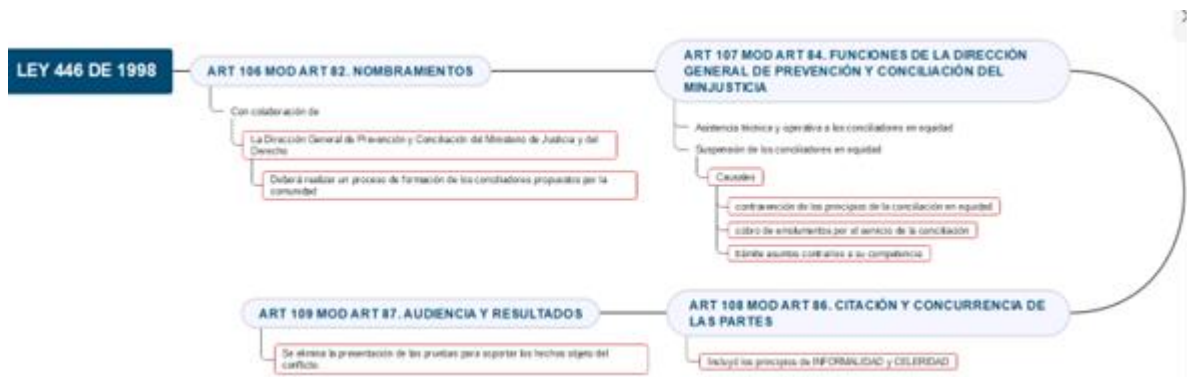 LEY 446 DE 1998
ART 106 MOD ART 82. NOMBRAMIENTOS
Con colaboración de
La Dirección General de Prevención y Conciliación del Ministerio de Justicia y del
Derecho
Deberá realizar un proceso de formación de los conciliadores propuestos por la
comunidad
ART 107 MOD ART 84. FUNCIONES DE LA DIRECCIÓN
GENERAL DE PREVENCIÓN Y CONCILIACIÓN DEL
MINJUSTICIA
Asistencia técnica y operativa a los conciliadores en equidad
Suspensión de los conciliadores en equidad
Causales
contravención de los principios de la conciliación en equidad
cobro de emolumentos por el servicio de la conciliación
trámite asuntos contrarios a su competencia
ART 108 MOD ART 86. CITACIÓN Y CONCURRENCIA DE
LAS PARTES
Incluyó los principios de INFORMALIDAD y CELERIDAD
ART 109 MOD ART 87. AUDIENCIA Y RESULTADOS
Se elimina la presentación de las pruebas para soportar los hechos objeto del
conflicto